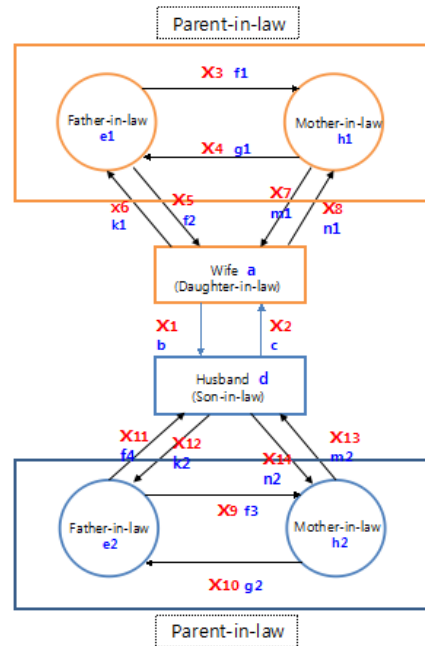 Parent-in-law
X3 f1
Father-in-law
e1
Mother-in-law
h1
X4 g1
x6
k1
X5
f2
X7
m1
X8
n1
Wife a
(Daughter-in-law)
X1
b
X2
c
Husband d
(Son-in-law)
X11
f4
X12
k2
X14
n2
X13
m2
X9 f3
Father-in-law
e2
Mother-in-law
h2
X10 g2
Parent-in-law